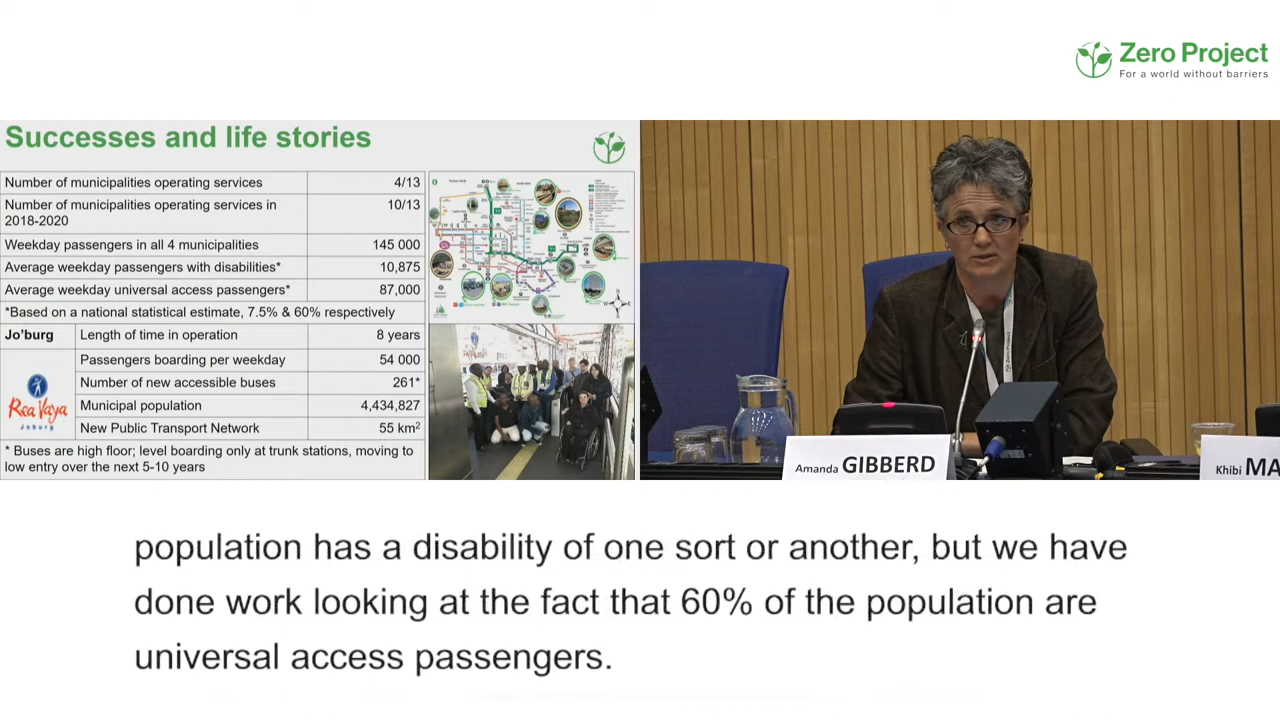 Zero Project
For a world without barriers
Successes and life stories
Number of municipalities operating services 4/13
Number of municipalities operating services in 2018-2020 10/13
Weekday passengers in all 4 municipalities 145 000
Average weekday passengers with disabilities* 10,875
Average weekday universal access passengers* 87,000
*Based on a national statistical estimate, 7.5% & 60% respectively
Jo'burg Length of time in operation 8 years
Passengers boarding per weekday 54 000
Number of new accessible buses 261*
Rea Vaya
Joburg
Municipal population 4,434,827
New Public Transport Network 55 km²
* Buses are high floor; level boarding only at trunk stations, moving to
low entry over the next 5-10 years
Amanda GIBBERD
Khibi MA
population has a disability of one sort or another, but we have
done work looking at the fact that 60% of the population are
universal access passengers.